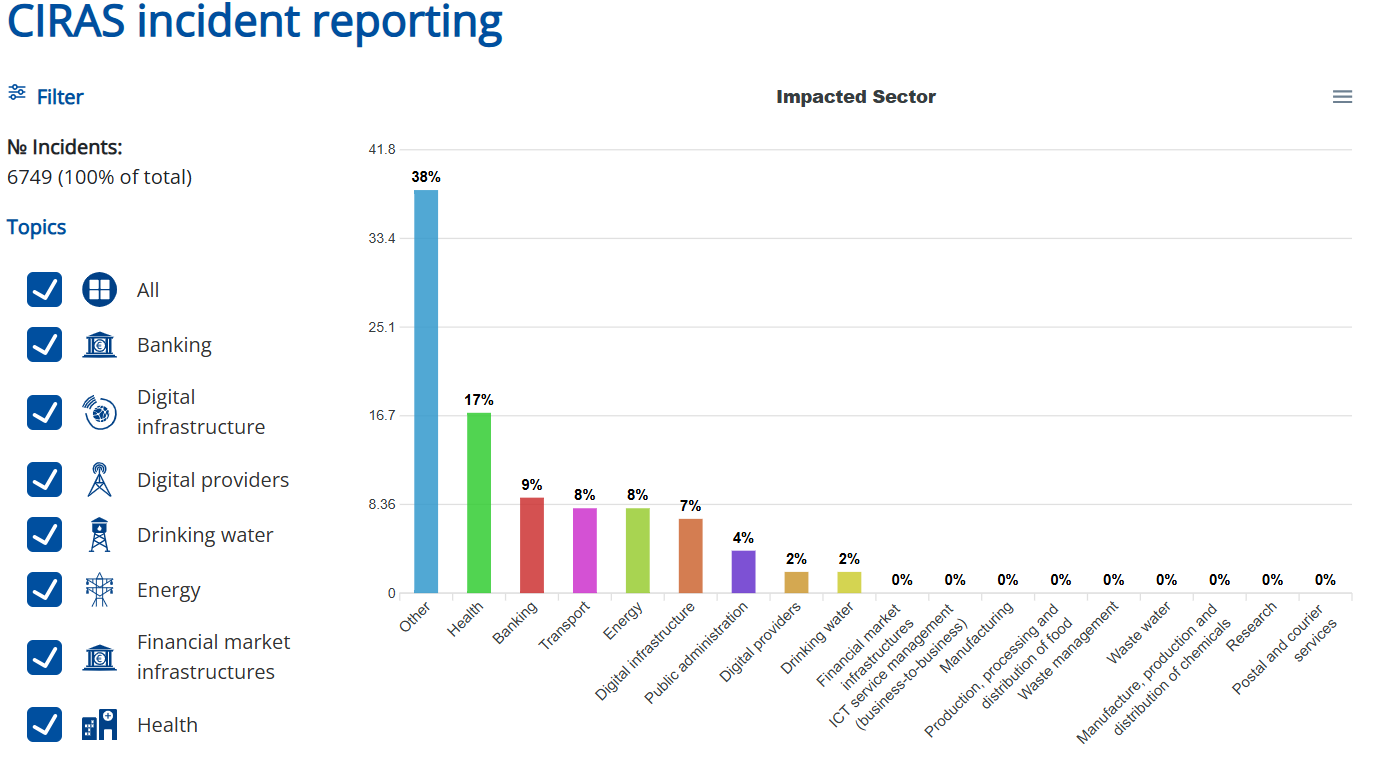 CIRAS incident reporting
Filter
№ Incidents:
6749 (100% of total)
Topics
All
Banking
Digital
infrastructure
Digital providers
Drinking water
Energy
Financial market
infrastructures
Health
Impacted Sector
41.8
33.4
25.1
16.7
8.36
0
38%
17%
9%
8%
8%
7%
4%
2%
2%
0%
0%
0%
0%
0%
0%
0%
0%
0%
Other
Health
Banking
Transport
Energy
Digital infrastructure
Public administration
Digital providers
Drinking water
Financial market
infrastructures
ICT service management
(business-to-business)
Manufacturing
Production, processing and
distribution of food
Waste management
Waste water
Manufacture, production and
distribution of chemicals
Research
Postal and courier
services